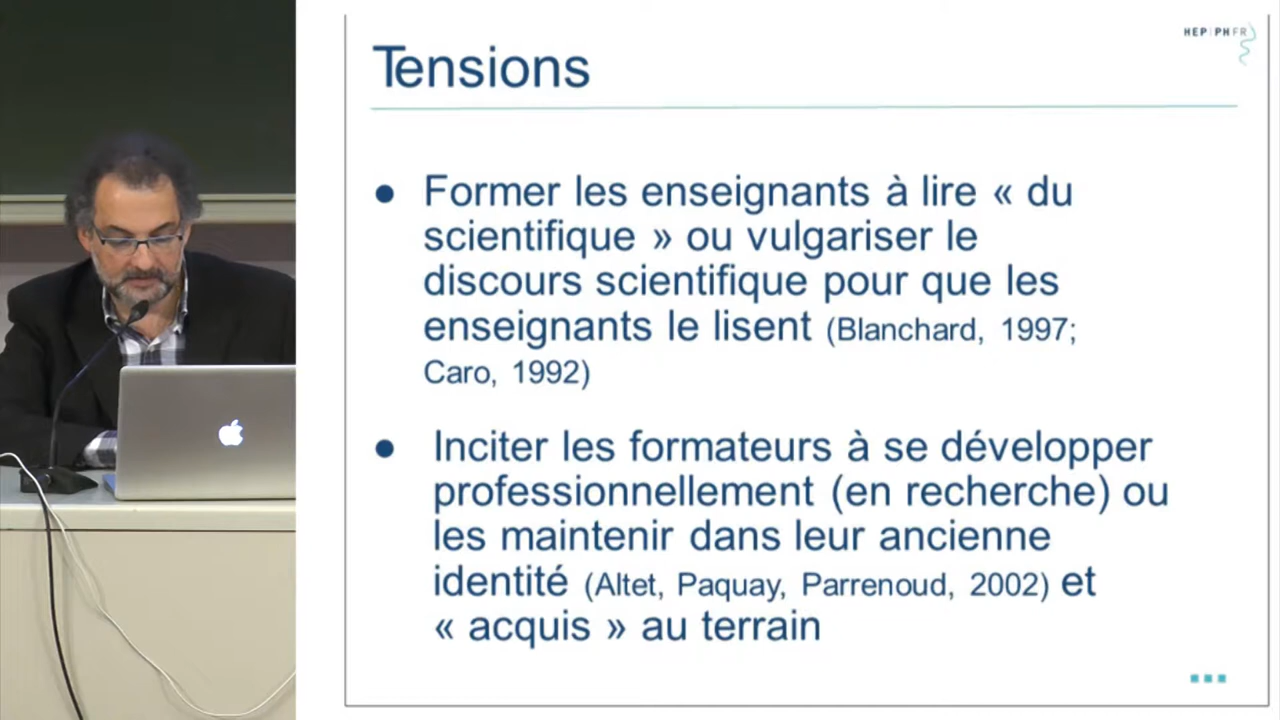 HEP PH FR
Tensions
● Former les enseignants à lire « du
scientifique » ou vulgariser le
discours scientifique pour que les
enseignants le lisent (Blanchard, 1997;
Caro, 1992)
● Inciter les formateurs à se développer
professionnellement (en recherche) ou
les maintenir dans leur ancienne
identité (Altet, Paquay, Parrenoud, 2002) et
« acquis » au terrain